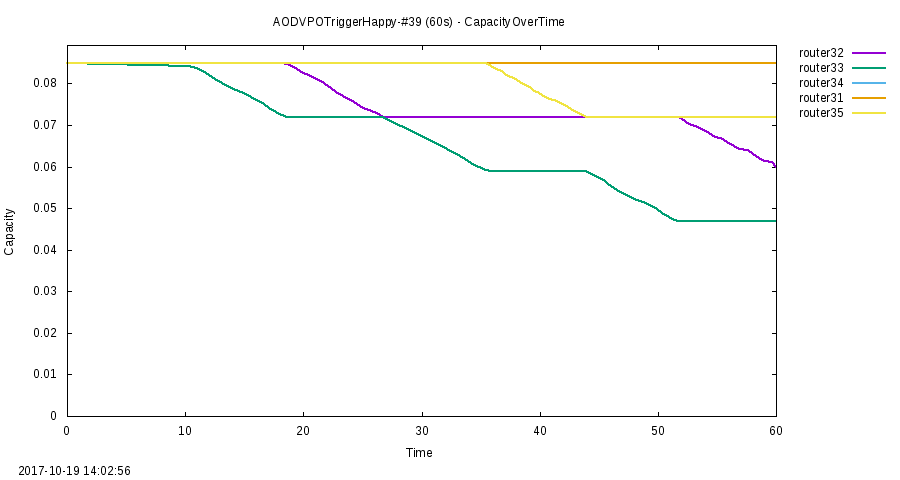 AODVPOTriggerHappy-#39 (60s) - CapacityOverTime
router32
router33
router34
router31
router35
0.08
0.07
0.06
0.05
0.04
0.03
0.02
0.01
0
Capacity
0 10 20 30 40 50 60
Time
2017-10-19 14:02:56